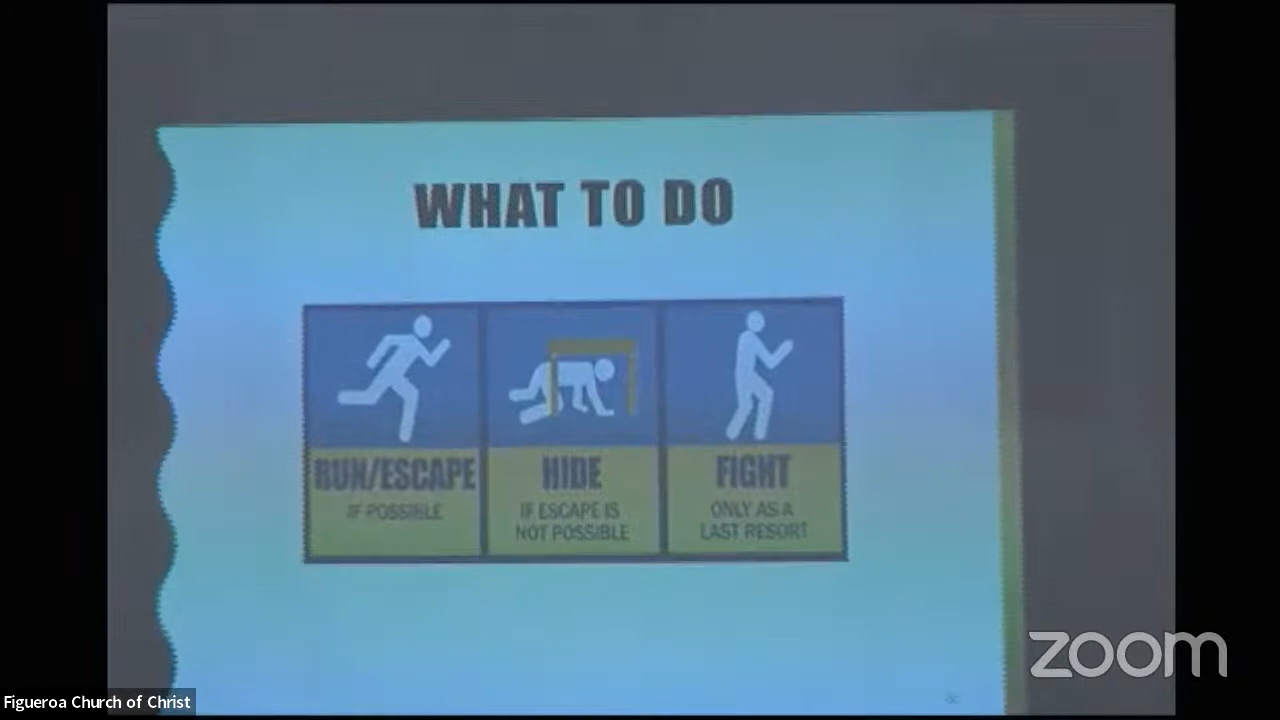 WHAT TO DO
RUN/ESCAPE
IF POSSIBLE
HIDE
IF ESCAPE IS
NOT POSSIBLE
FIGHT
ONLY AS A
LAST RESORT
zoom
Figueroa Church of Christ